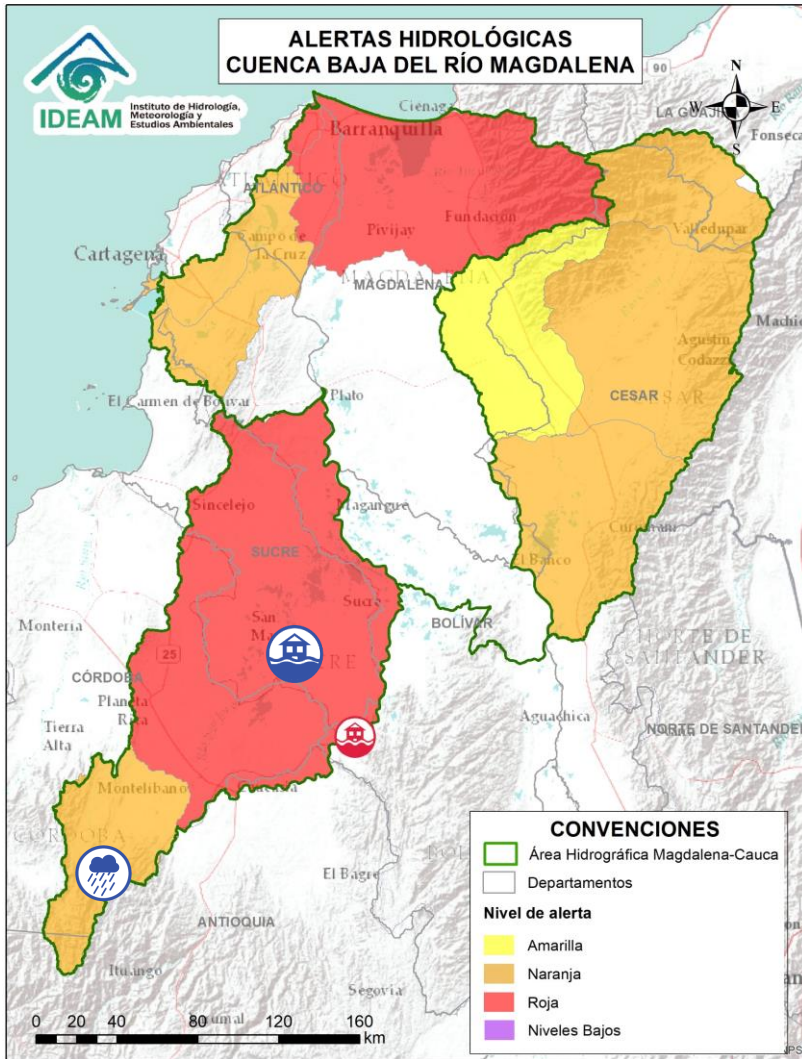 ALERTAS HIDROLÓGICAS
CUENCA BAJA DEL RÍO MAGDALENA
IDEAM
Instituto de Hidrología,
Meteorología y
Estudios Ambientales
90
N
W E
S
Ciénaga
LA GUAJIRA
Fonseca
Barranquilla
ATLÁNTICO
Fundación
Pivijay
Valledupar
Cartagena
Campo de
la Cruz
MAGDALENA
Agustín
Codazzi
CESAR
El Carmen de Bolívar
Plato
Sincelejo
Magangué
SUCRE
El Banco
Sucre
BOLÍVAR
Montería
San
25
NORTE DE
SANTANDER
CÓRDOBA
Planeta
Rica
Aguachica
Tierra
Alta
NORTE DE SANTANDER
Montelíbano
CÓRDOBA
El Bagre
ANTIOQUIA
Ituango
Segovia
0 20 40 80 120 160
km
CONVENCIONES
Área Hidrográfica Magdalena-Cauca
Departamentos
Nivel de alerta
Amarilla
Naranja
Roja
Niveles Bajos